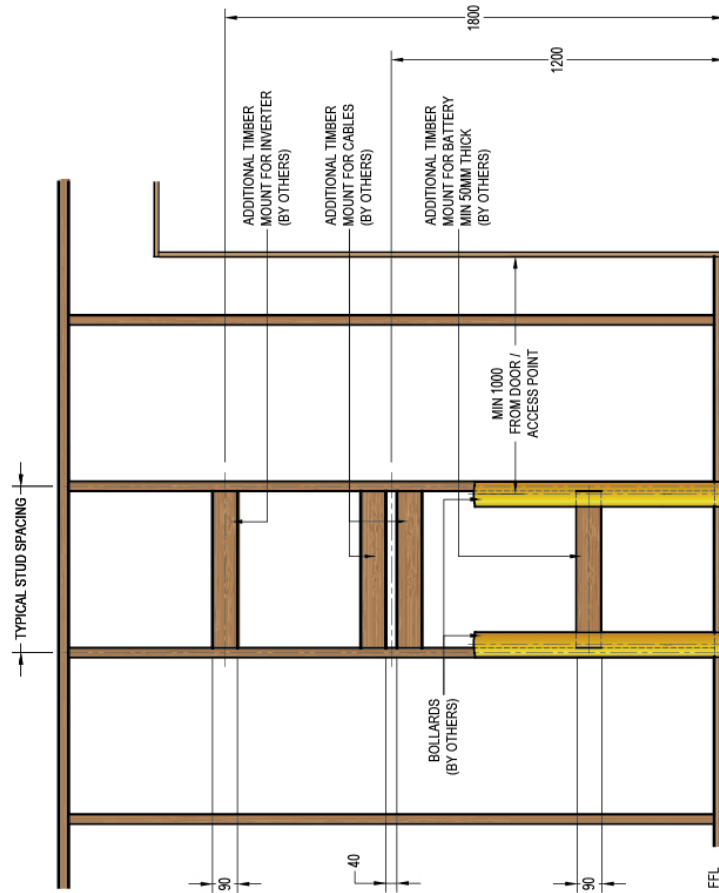 TYPICAL STUD SPACING
1800
1200
ADDITIONAL TIMBER
MOUNT FOR INVERTER
(BY OTHERS)
ADDITIONAL TIMBER
MOUNT FOR CABLES
(BY OTHERS)
ADDITIONAL TIMBER
MOUNT FOR BATTERY
MIN 50MM THICK
(BY OTHERS)
MIN 1000
FROM DOOR /
ACCESS POINT
BOLLARDS
(BY OTHERS)
90
40
90
FFL